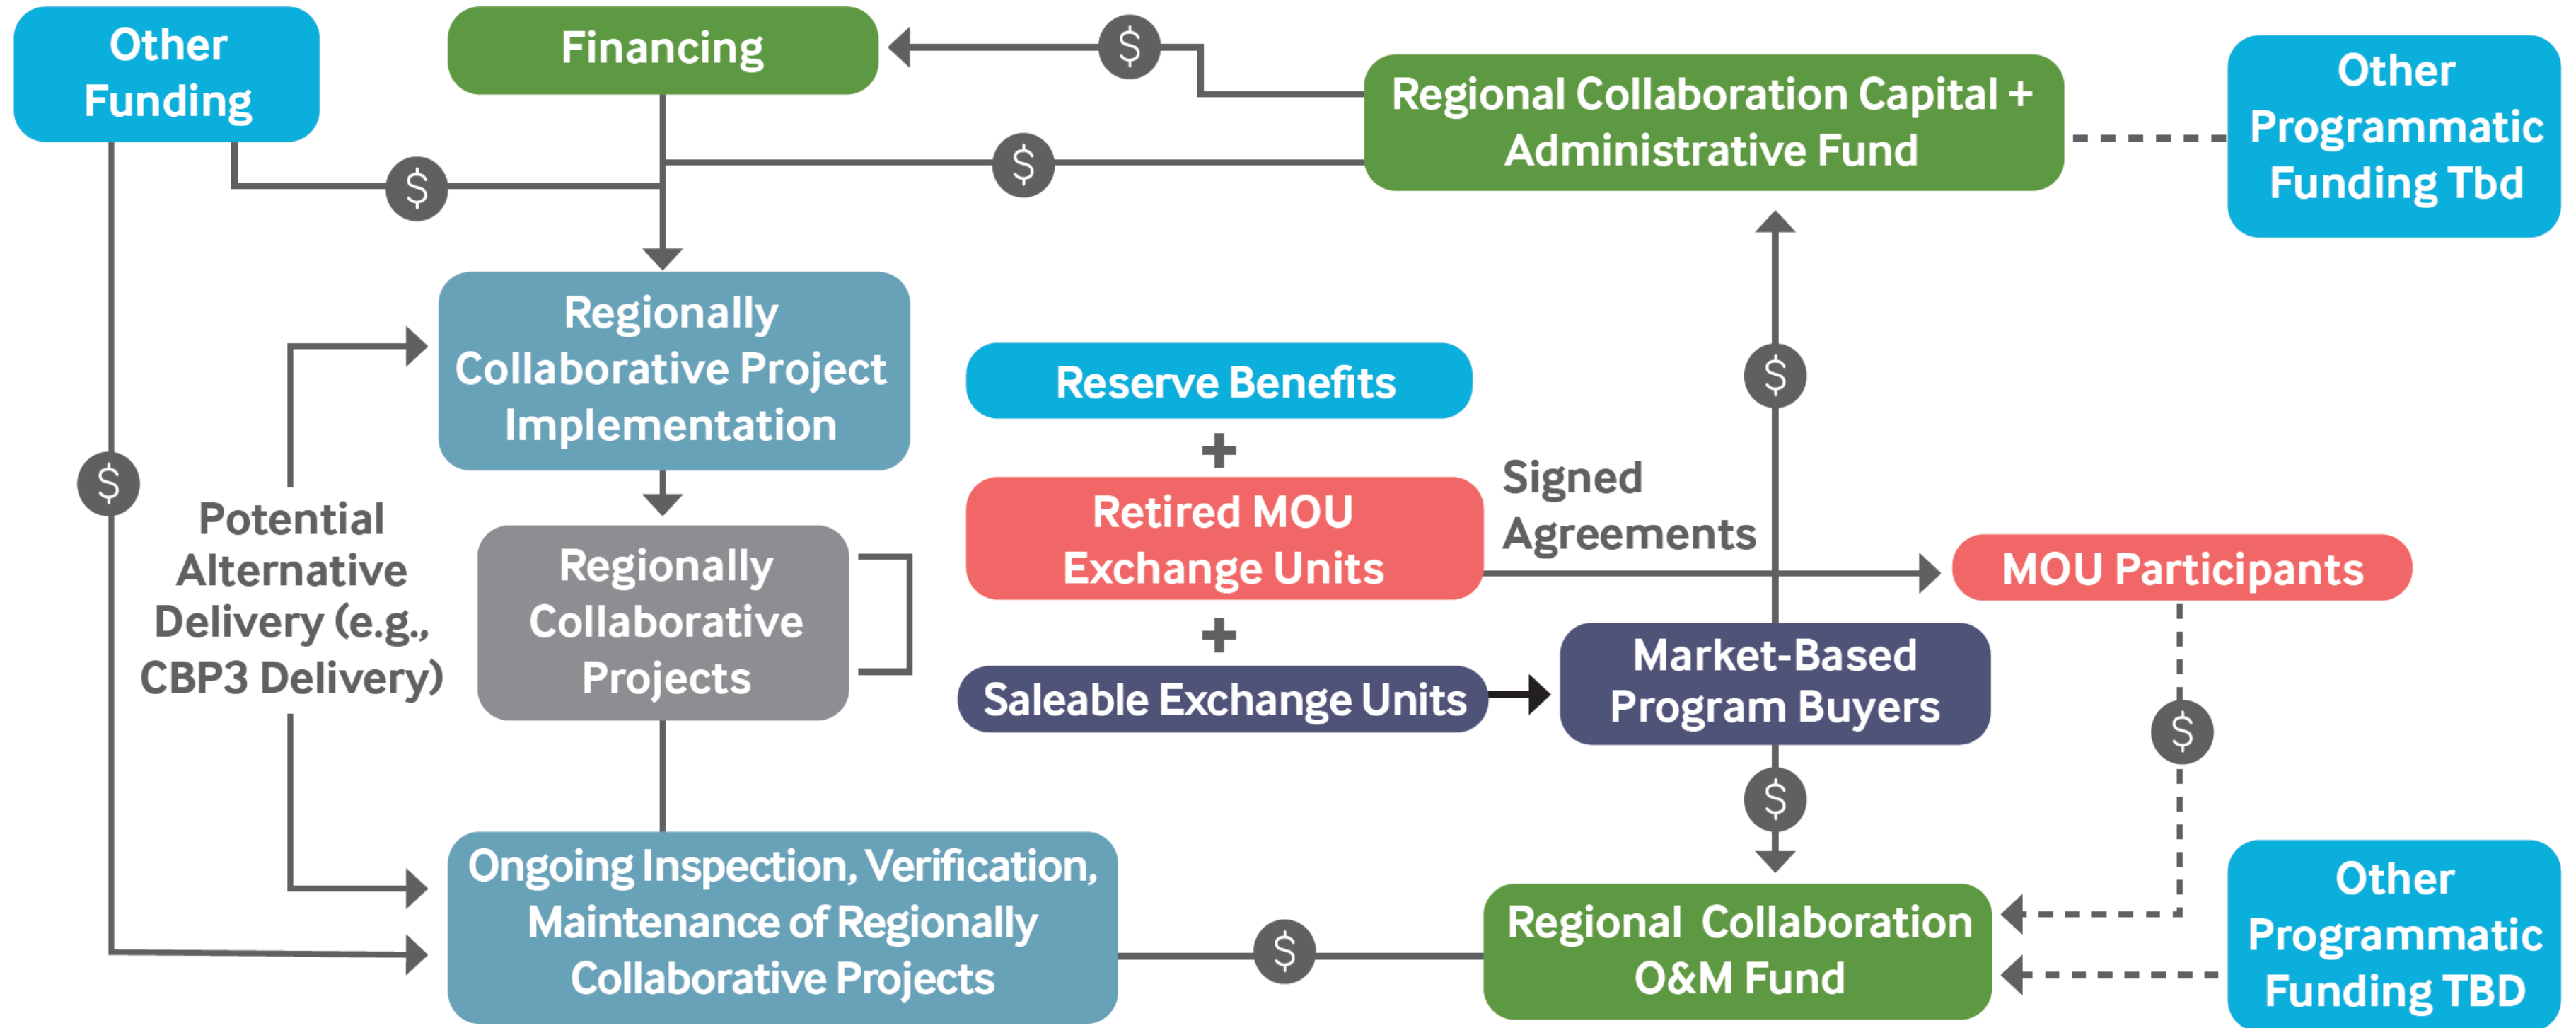 Other
Funding
Financing
$
Regional Collaboration Capital +
Administrative Fund
Other
Programmatic
Funding Tbd
$
$
Regionally
Collaborative Project
Implementation
Reserve Benefits
+
Retired MOU
Exchange Units
+
Saleable Exchange Units
$
Signed
Agreements
MOU Participants
$
Potential
Alternative
Delivery (e.g.,
CBP3 Delivery)
Regionally
Collaborative
Projects
Market-Based
Program Buyers
$
$
Ongoing Inspection, Verification,
Maintenance of Regionally
Collaborative Projects
$
Regional Collaboration
O&M Fund
Other
Programmatic
Funding TBD